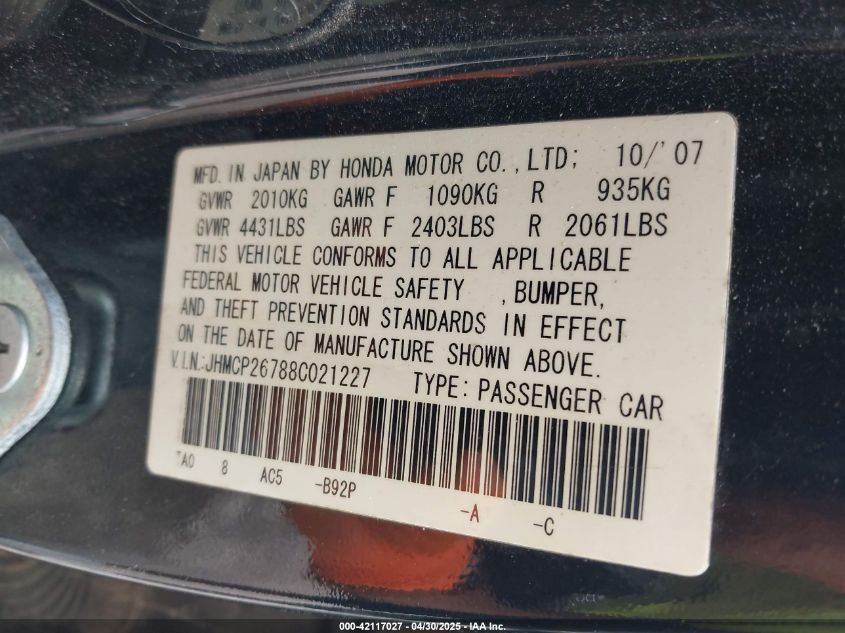 MFD. IN JAPAN BY HONDA MOTOR CO.,LTD; 10/'07
GVWR 2010KG GAWR F 1090KG R 935KG
GVWR 4431LBS GAWR F 2403LBS R 2061LBS
THIS VEHICLE CONFORMS TO ALL APPLICABLE
FEDERAL MOTOR VEHICLE SAFETY , BUMPER,
AND THEFT PREVENTION STANDARDS IN EFFECT
ON THE DATE OF MANUFACTURE SHOWN ABOVE.
V.I.N.:JHMCP26788C021227 TYPE: PASSENGER CAR
TA0 8 AC5 -B92P -A -C
000-42117027 - 04/30/2025 - IAA Inc.